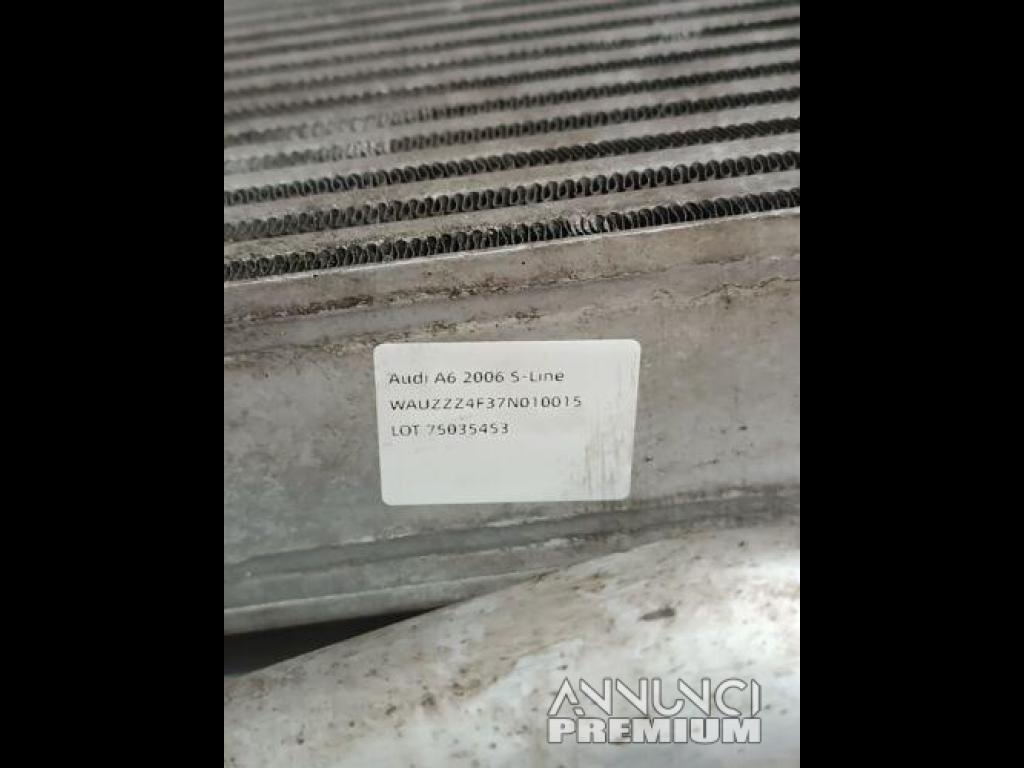 Audi A6 2006 S-Line
WAUZZZ4F37N010015
LOT 75035453
ANNUNCI
PREMIUM